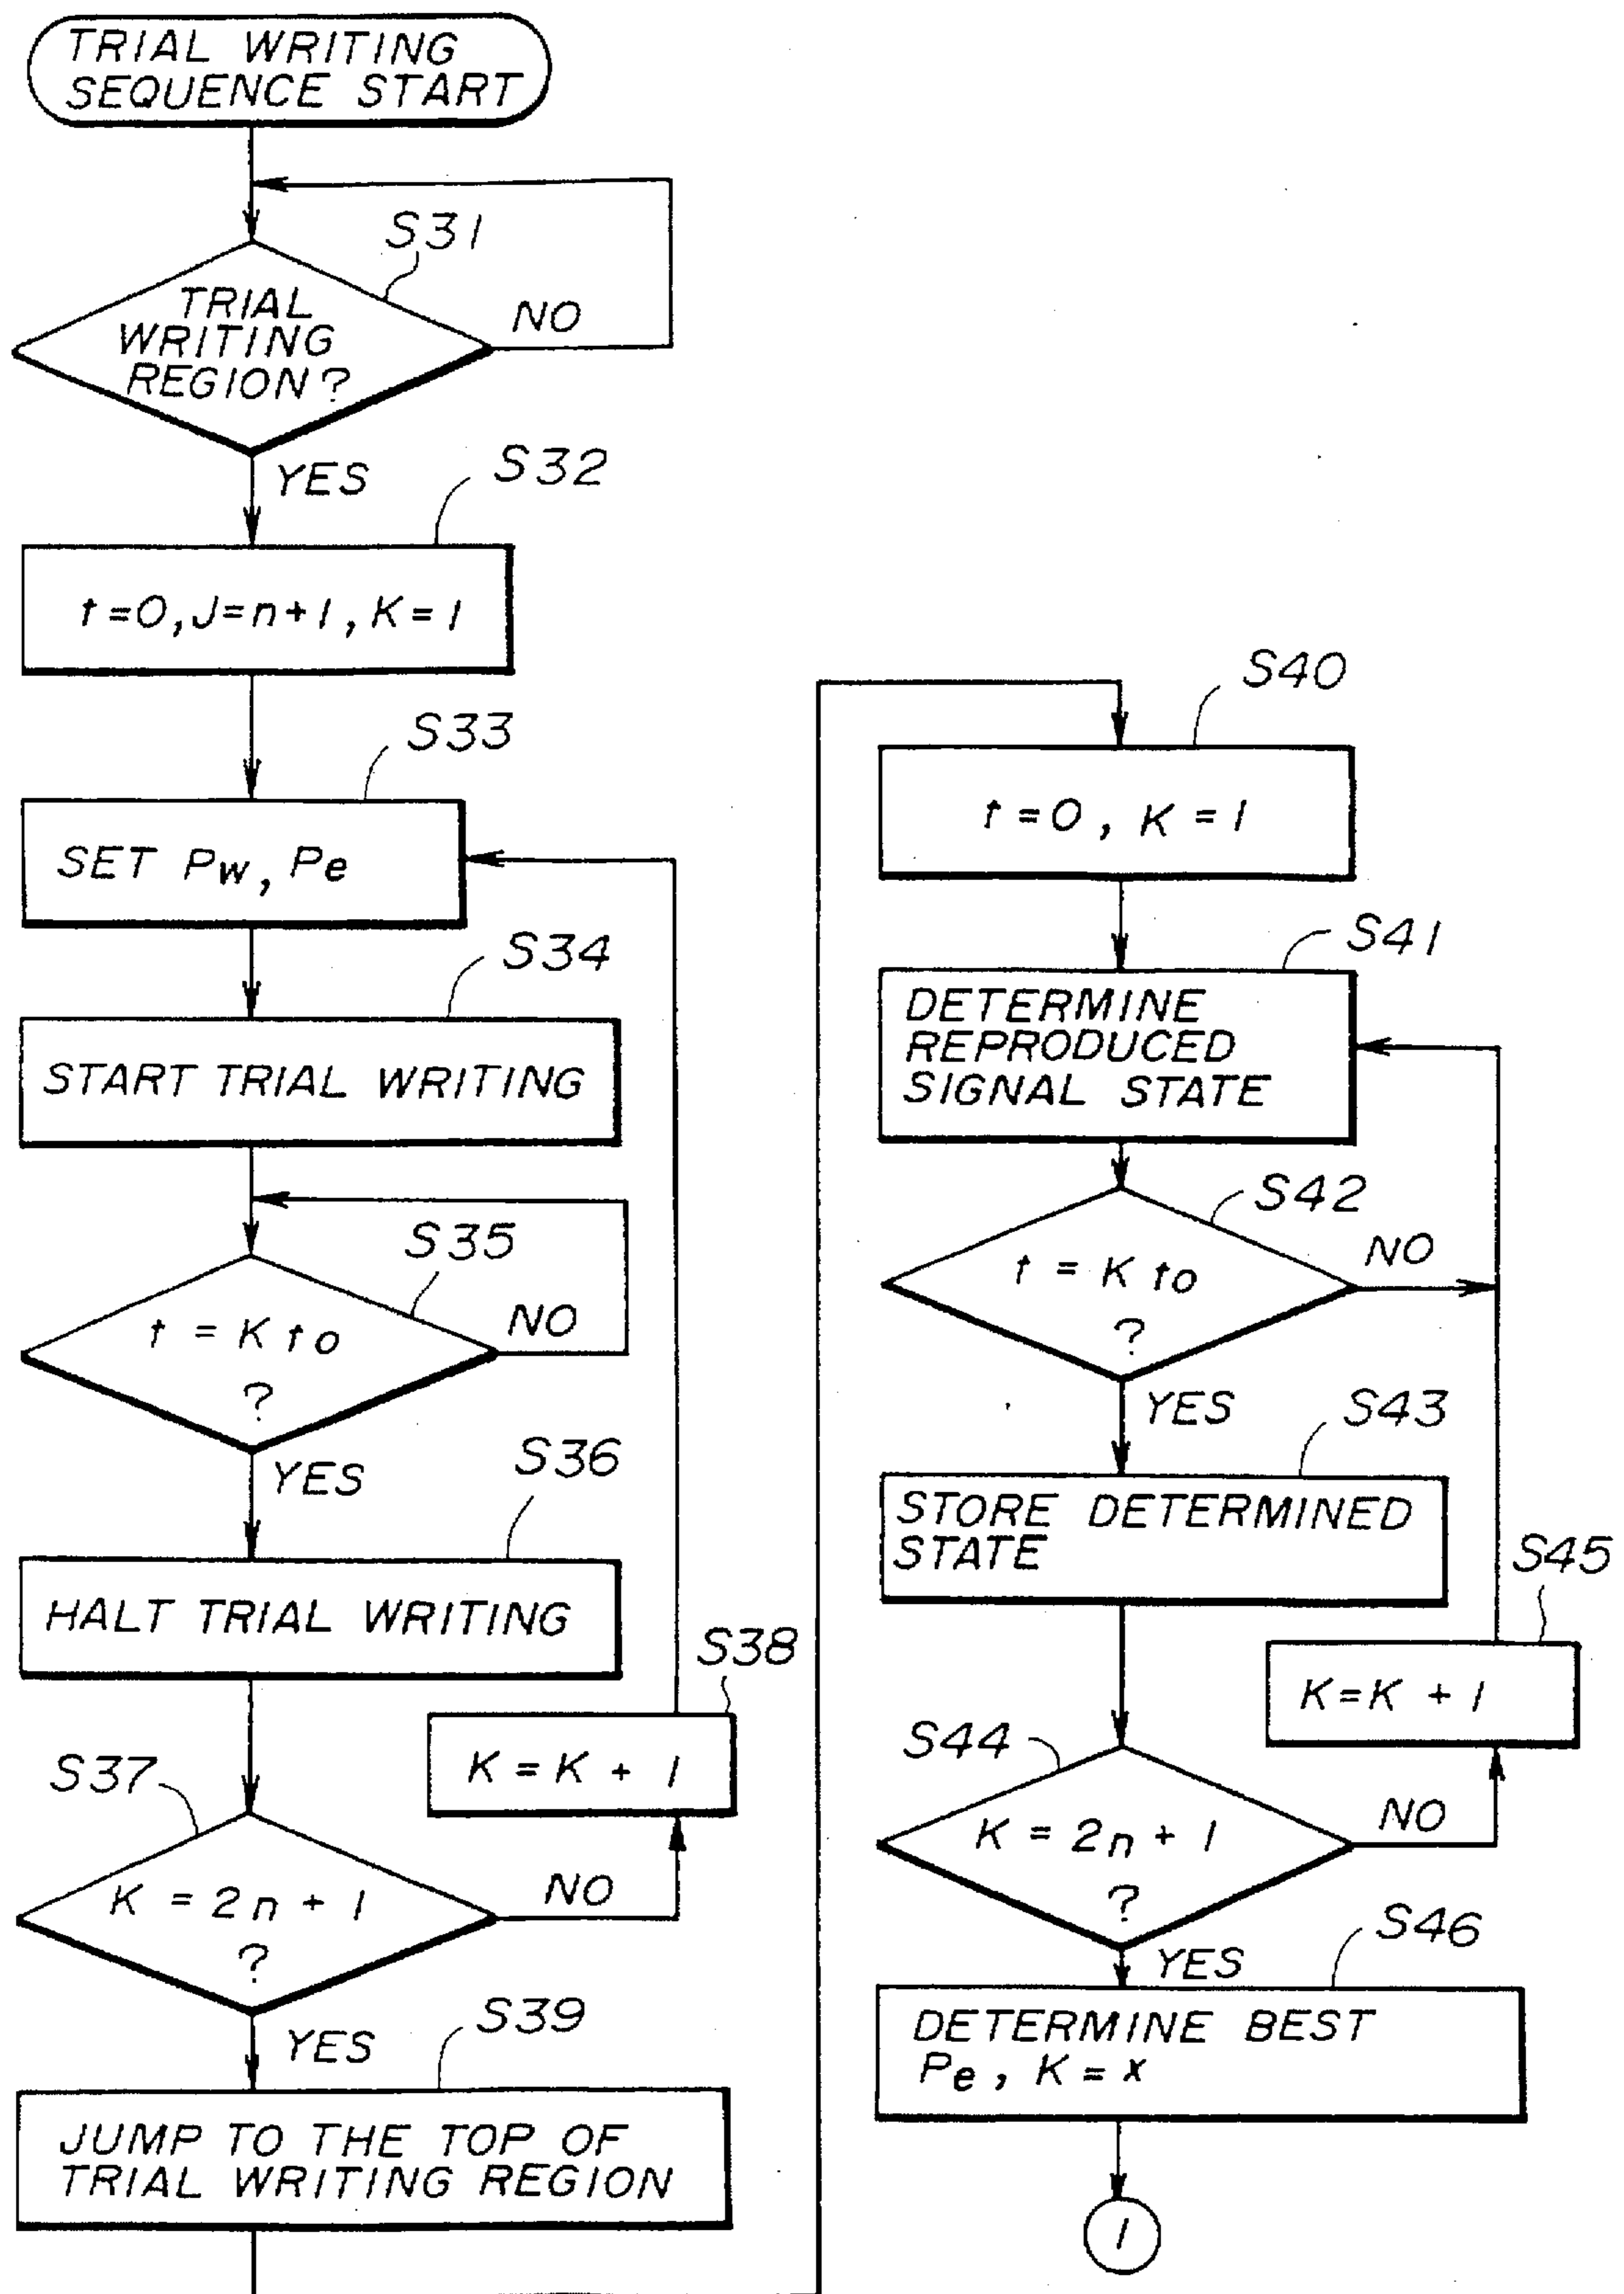 TRIAL WRITING
SEQUENCE START
S31
TRIAL
WRITING
REGION?
NO
YES
S32
t=0, J=n+1, K=1
S33
SET Pw, Pe
S34
START TRIAL WRITING
S35
t = K to
?
NO
YES
S36
HALT TRIAL WRITING
S38
K = K + 1
S37
K = 2n + 1
?
NO
YES
S39
JUMP TO THE TOP OF
TRIAL WRITING REGION
S40
t=0, K=1
S41
DETERMINE
REPRODUCED
SIGNAL STATE
S42
t = K to
?
NO
YES
S43
STORE DETERMINED
STATE
S45
K=K + 1
S44
K = 2n + 1
?
NO
YES
S46
DETERMINE BEST
Pe, K = x
1